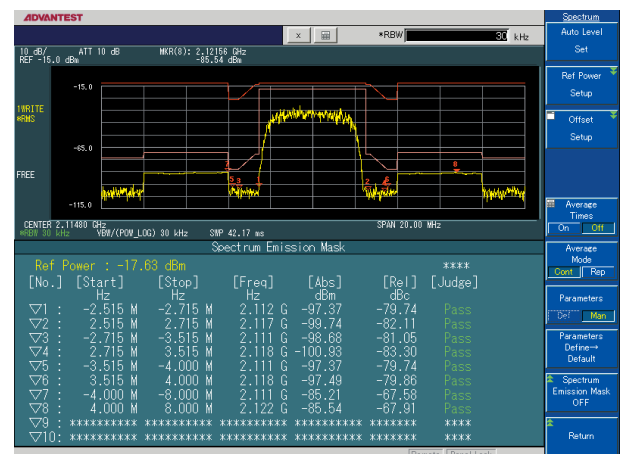 ADVANTEST
Spectrum
x
*RBW 30 kHz
Auto Level
Set
10 dB/ ATT 10 dB MKR(8): 2.12156 GHz
REF -15.0 dBm -85.54 dBm
Ref Power
Setup
-15.0
1WRITE
*RMS
Offset
Setup
-65.0
7
8
FREE
5 3 1 2 6
-115.0
Average
Times
On Off
CENTER 2.11480 GHz SPAN 20.00 MHz
*RBW 30 kHz VBW/(POW_LOG) 30 kHz SWP 42.17 ms
Spectrum Emission Mask
Average
Mode
Cont Rep
Ref Power : -17.63 dBm ****
[No.] [Start] [Stop] [Freq] [Abs] [Rel] [Judge]
Hz Hz Hz dBm dBc
▽1 : -2.515 M -2.715 M 2.112 G -97.37 -79.74 Pass
▽2 : 2.515 M 2.715 M 2.117 G -99.74 -82.11 Pass
▽3 : -2.715 M -3.515 M 2.111 G -98.68 -81.05 Pass
▽4 : 2.715 M 3.515 M 2.118 G -100.93 -83.30 Pass
▽5 : -3.515 M -4.000 M 2.111 G -97.37 -79.74 Pass
▽6 : 3.515 M 4.000 M 2.118 G -97.49 -79.86 Pass
▽7 : -4.000 M -8.000 M 2.111 G -85.21 -67.58 Pass
▽8 : 4.000 M 8.000 M 2.122 G -85.54 -67.91 Pass
▽9 : ********** ********** ********** ******* ******* ****
▽10: ********** ********** ********** ******* ******* ****
Parameters
Def Man
Parameters
Define→
Default
Spectrum
Emission Mask
OFF
Return